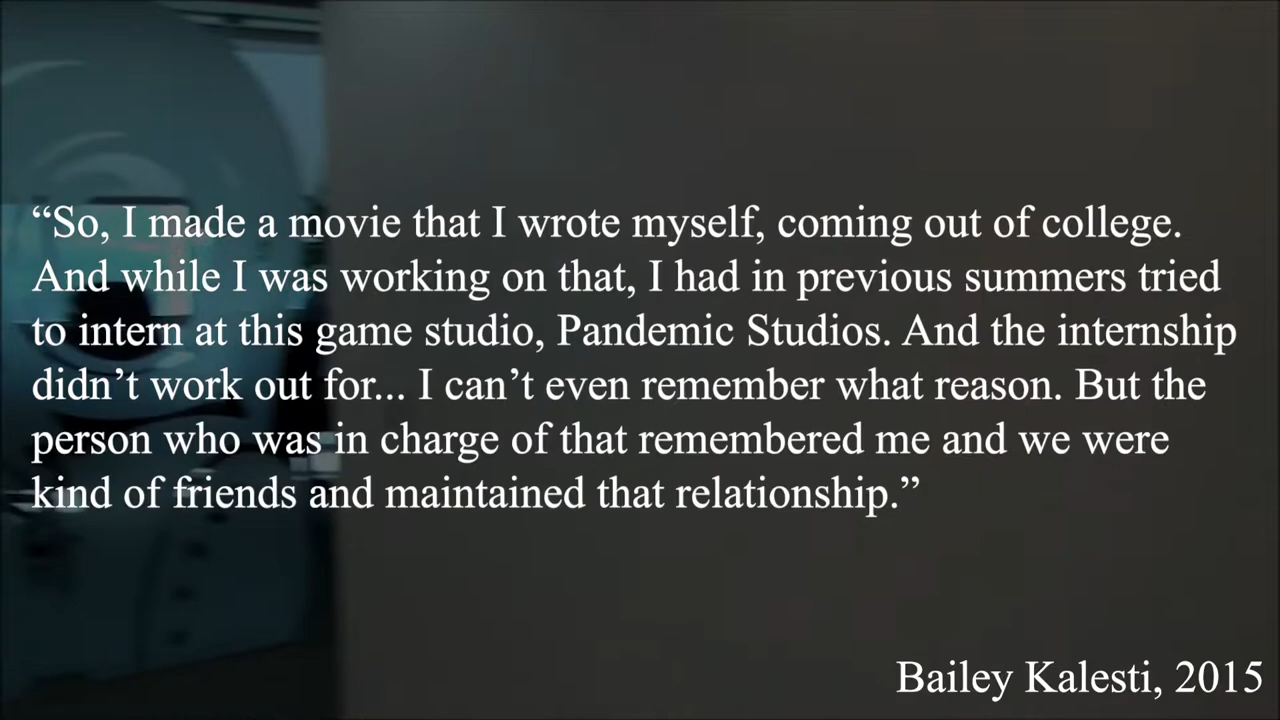 “So, I made a movie that I wrote myself, coming out of college.
And while I was working on that, I had in previous summers tried
to intern at this game studio, Pandemic Studios. And the internship
didn’t work out for... I can’t even remember what reason. But the
person who was in charge of that remembered me and we were
kind of friends and maintained that relationship.”
Bailey Kalesti, 2015